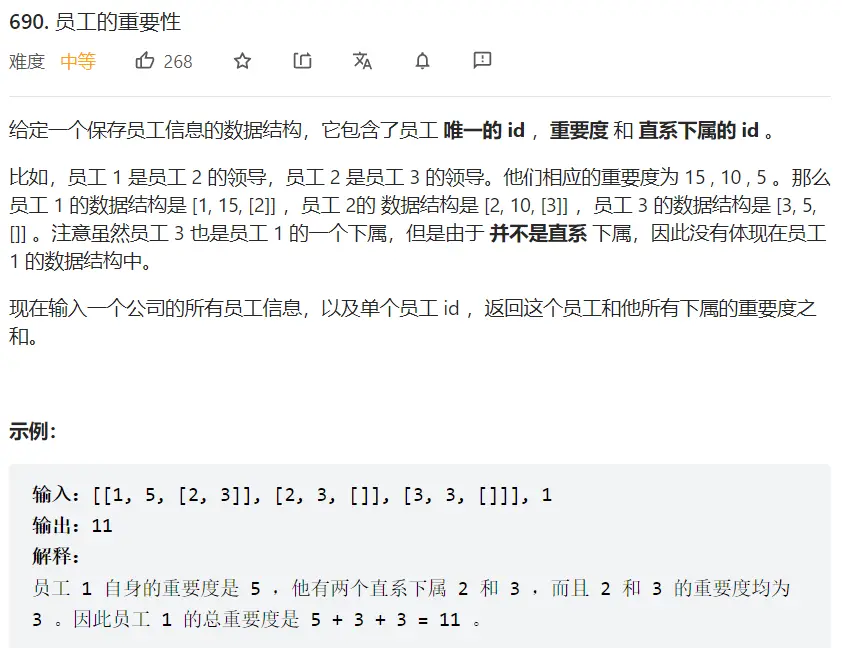 690. 员工的重要性
难度 中等 268
给定一个保存员工信息的数据结构，它包含了员工 唯一的 id ，重要度 和 直系下属的 id 。
比如，员工 1 是员工 2 的领导，员工 2 是员工 3 的领导。他们相应的重要度为 15 , 10 , 5 。那么
员工 1 的数据结构是 [1, 15, [2]] ，员工 2的 数据结构是 [2, 10, [3]] ，员工 3 的数据结构是 [3, 5,
[]] 。注意虽然员工 3 也是员工 1 的一个下属，但是由于 并不是直系 下属，因此没有体现在员工
1 的数据结构中。
现在输入一个公司的所有员工信息，以及单个员工 id ，返回这个员工和他所有下属的重要度之
和。
示例：
输入：[[1, 5, [2, 3]], [2, 3, []], [3, 3, []]], 1
输出：11
解释：
员工 1 自身的重要度是 5 ，他有两个直系下属 2 和 3 ，而且 2 和 3 的重要度均为
3 。因此员工 1 的总重要度是 5 + 3 + 3 = 11 。